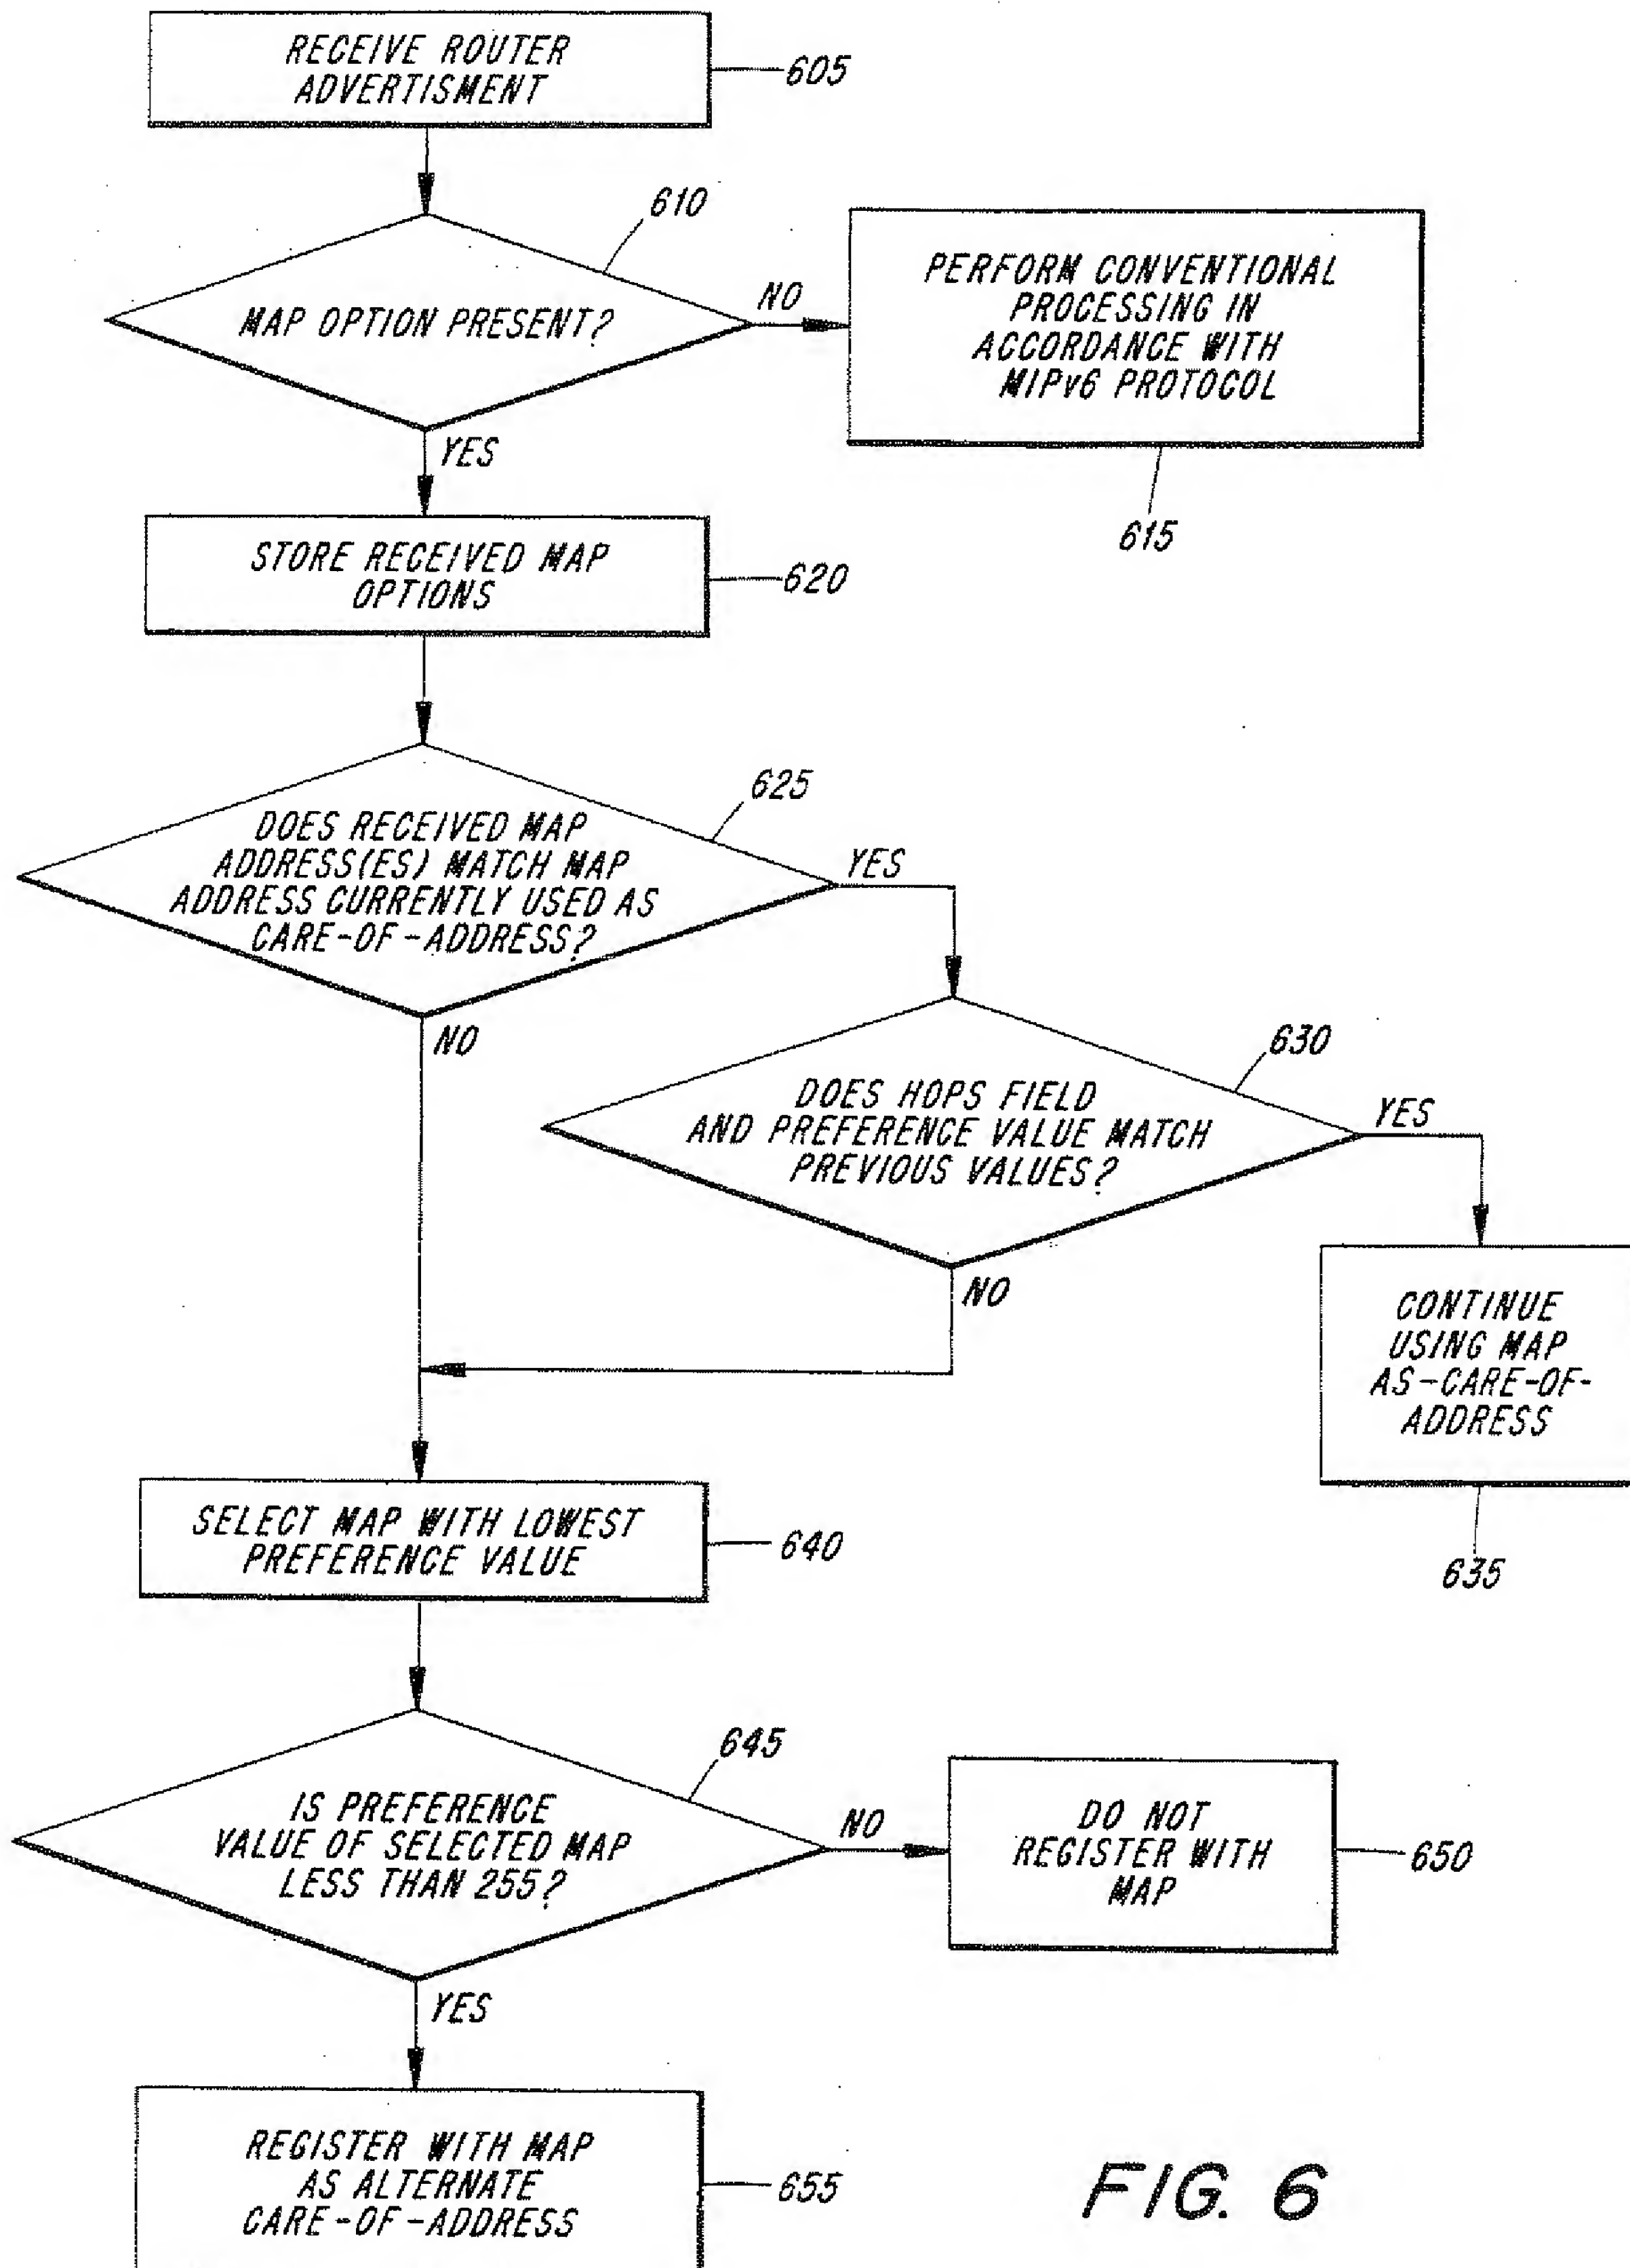 RECEIVE ROUTER
ADVERTISMENT
605
610
MAP OPTION PRESENT?
NO
PERFORM CONVENTIONAL
PROCESSING IN
ACCORDANCE WITH
MIPv6 PROTOCOL
615
YES
STORE RECEIVED MAP
OPTIONS
620
625
DOES RECEIVED MAP
ADDRESS(ES) MATCH MAP
ADDRESS CURRENTLY USED AS
CARE-OF-ADDRESS?
YES
NO
630
DOES HOPS FIELD
AND PREFERENCE VALUE MATCH
PREVIOUS VALUES?
YES
NO
CONTINUE
USING MAP
AS-CARE-OF-
ADDRESS
635
SELECT MAP WITH LOWEST
PREFERENCE VALUE
640
645
IS PREFERENCE
VALUE OF SELECTED MAP
LESS THAN 255?
NO
DO NOT
REGISTER WITH
MAP
650
YES
REGISTER WITH MAP
AS ALTERNATE
CARE-OF-ADDRESS
655
FIG. 6